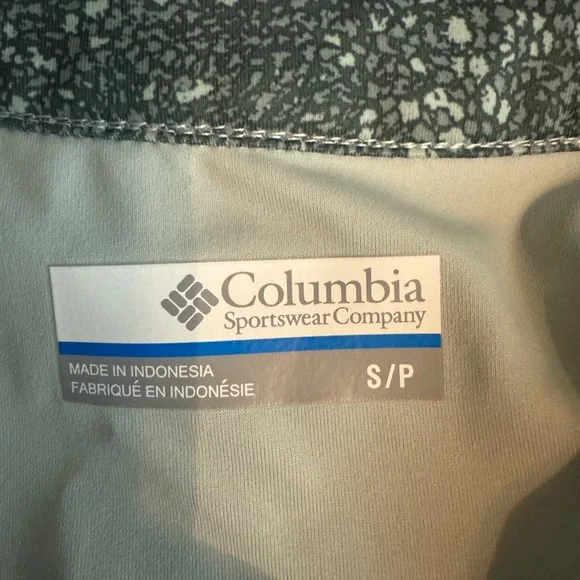 Columbia
Sportswear Company
MADE IN INDONESIA
FABRIQUÉ EN INDONÉSIE
S/P